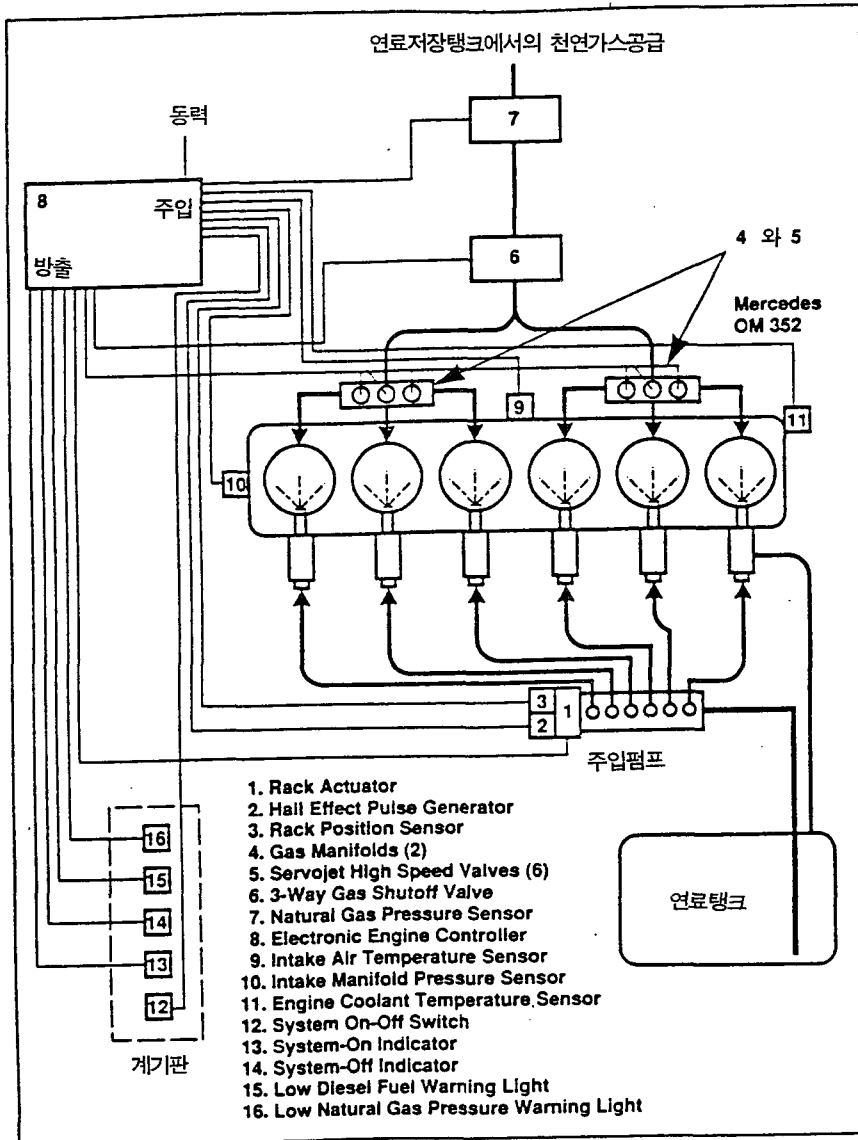 연료저장탱크에서의 천연가스공급
7
동력
8
주입
방출
6
4 와 5
Mercedes
OM 352
9
11
10
3
2
1
주입펌프
1. Rack Actuator
2. Hall Effect Pulse Generator
3. Rack Position Sensor
4. Gas Manifolds (2)
5. Servojet High Speed Valves (6)
6. 3-Way Gas Shutoff Valve
7. Natural Gas Pressure Sensor
8. Electronic Engine Controller
9. Intake Air Temperature Sensor
10. Intake Manifold Pressure Sensor
11. Engine Coolant Temperature Sensor
12. System On-Off Switch
13. System-On Indicator
14. System-Off Indicator
15. Low Diesel Fuel Warning Light
16. Low Natural Gas Pressure Warning Light
16
15
14
13
12
계기판
연료탱크